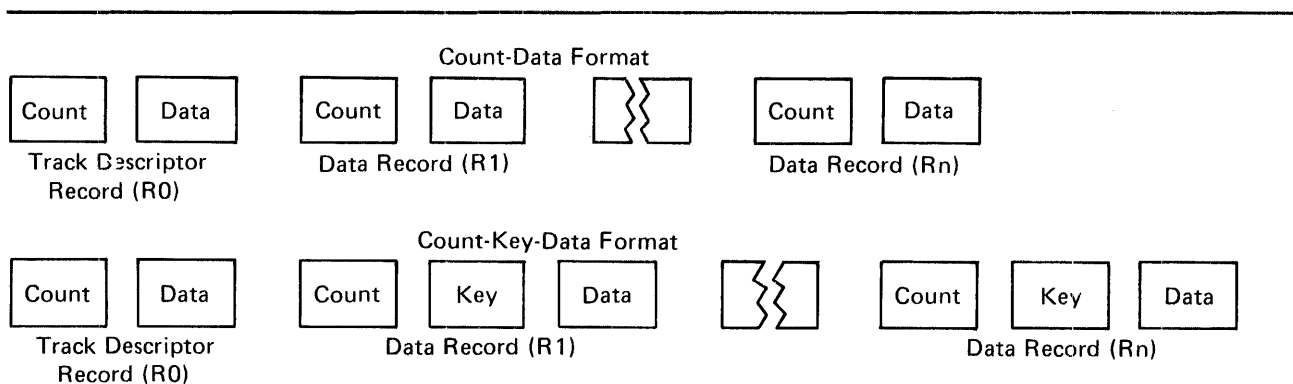 Count-Data Format
Count Data Count Data Count Data
Track Descriptor Data Record (R1) Data Record (Rn)
Record (R0)
Count-Key-Data Format
Count Data Count Key Data Count Key Data
Track Descriptor Data Record (R1) Data Record (Rn)
Record (R0)